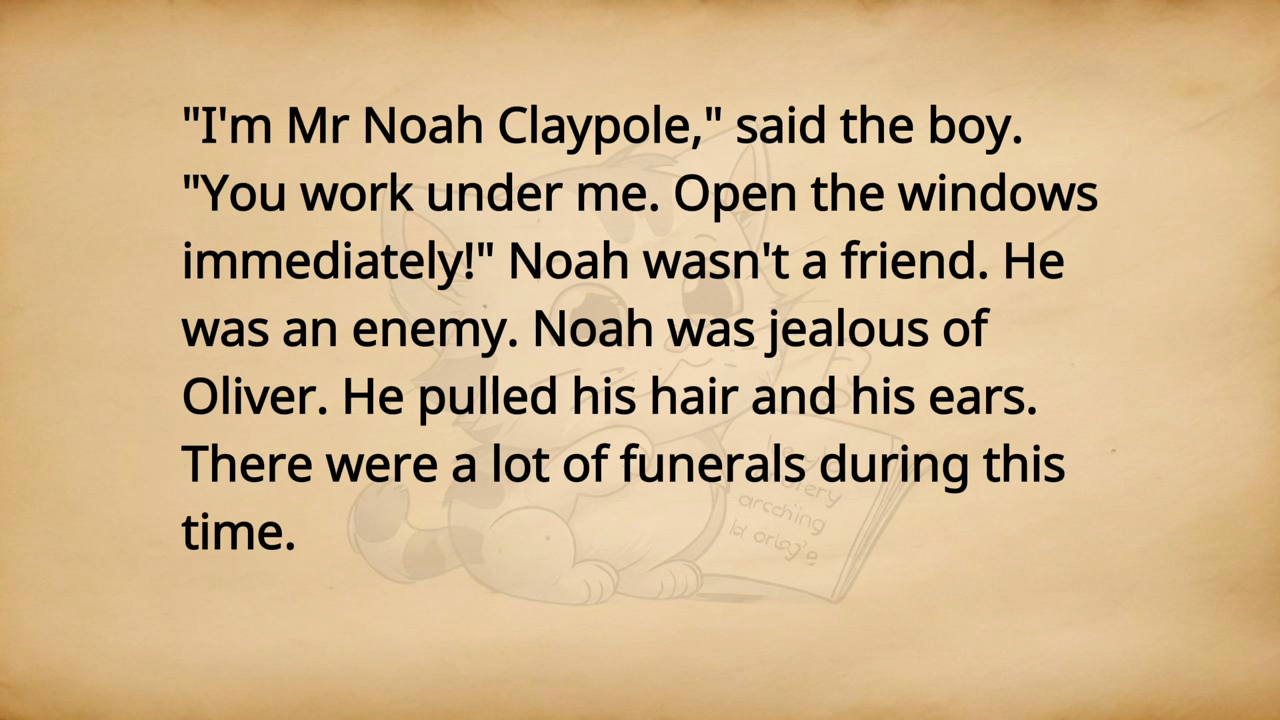 "I'm Mr Noah Claypole," said the boy.
"You work under me. Open the windows
immediately!" Noah wasn't a friend. He
was an enemy. Noah was jealous of
Oliver. He pulled his hair and his ears.
There were a lot of funerals during this
time.